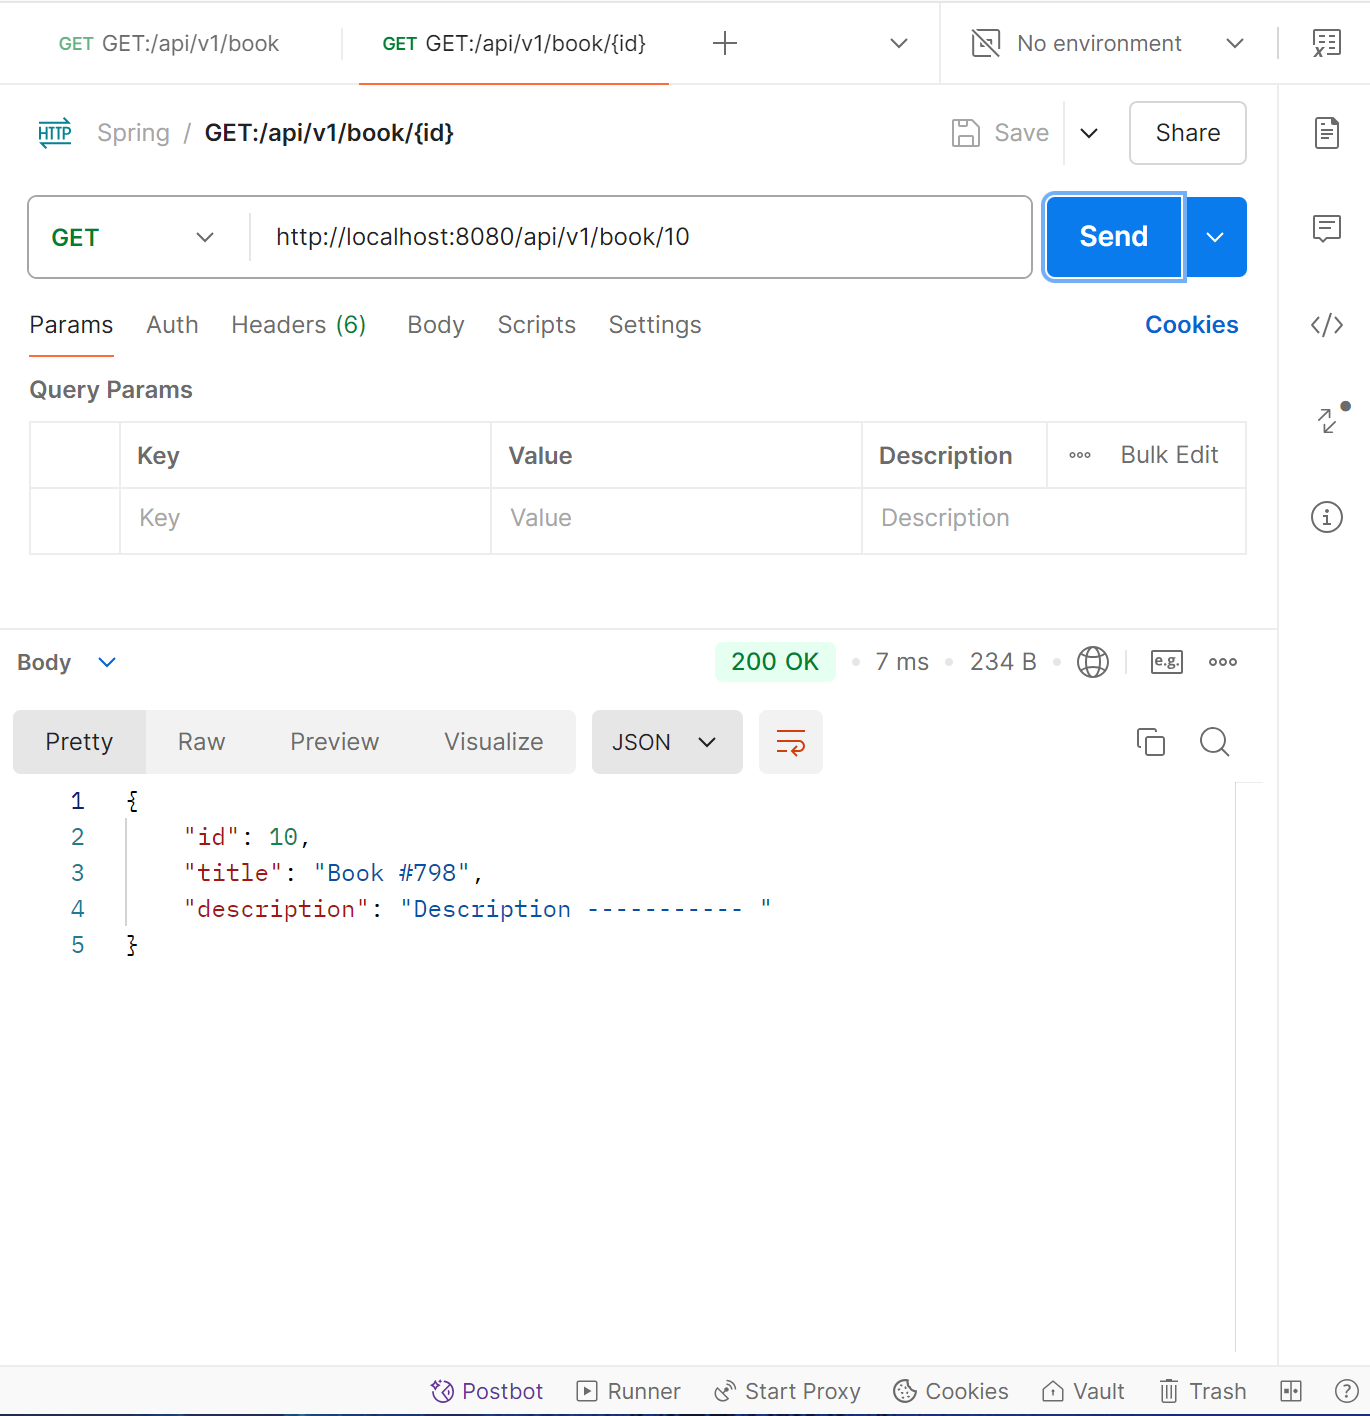 GET GET:/api/v1/book GET GET:/api/v1/book/{id} No environment
HTTP Spring / GET:/api/v1/book/{id} Save Share
GET http://localhost:8080/api/v1/book/10 Send
Params Auth Headers (6) Body Scripts Settings Cookies
Query Params
Key Value Description Bulk Edit
Key Value Description
Body 200 OK 7 ms 234 B e.g.
Pretty Raw Preview Visualize JSON
1 {
2 "id": 10,
3 "title": "Book #798",
4 "description": "Description ----------- "
5 }
Postbot Runner Start Proxy Cookies Vault Trash